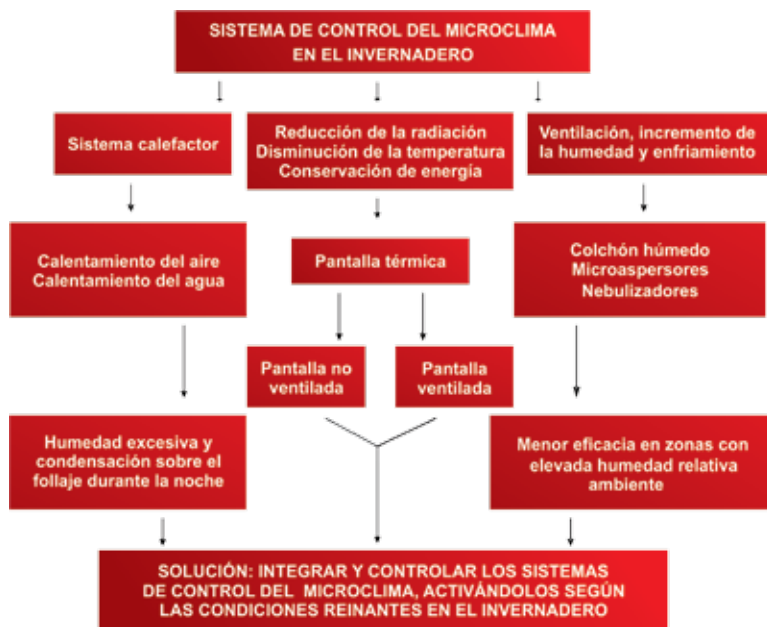 SISTEMA DE CONTROL DEL MICROCLIMA
EN EL INVERNADERO
Sistema calefactor
Reducción de la radiación
Disminución de la temperatura
Conservación de energía
Ventilación, incremento de
la humedad y enfriamiento
Calentamiento del aire
Calentamiento del agua
Pantalla térmica
Colchón húmedo
Microaspersores
Nebulizadores
Pantalla no
ventilada
Pantalla
ventilada
Humedad excesiva y
condensación sobre el
follaje durante la noche
Menor eficacia en zonas con
elevada humedad relativa
ambiente
SOLUCIÓN: INTEGRAR Y CONTROLAR LOS SISTEMAS
DE CONTROL DEL MICROCLIMA, ACTIVÁNDOLOS SEGÚN
LAS CONDICIONES REINANTES EN EL INVERNADERO